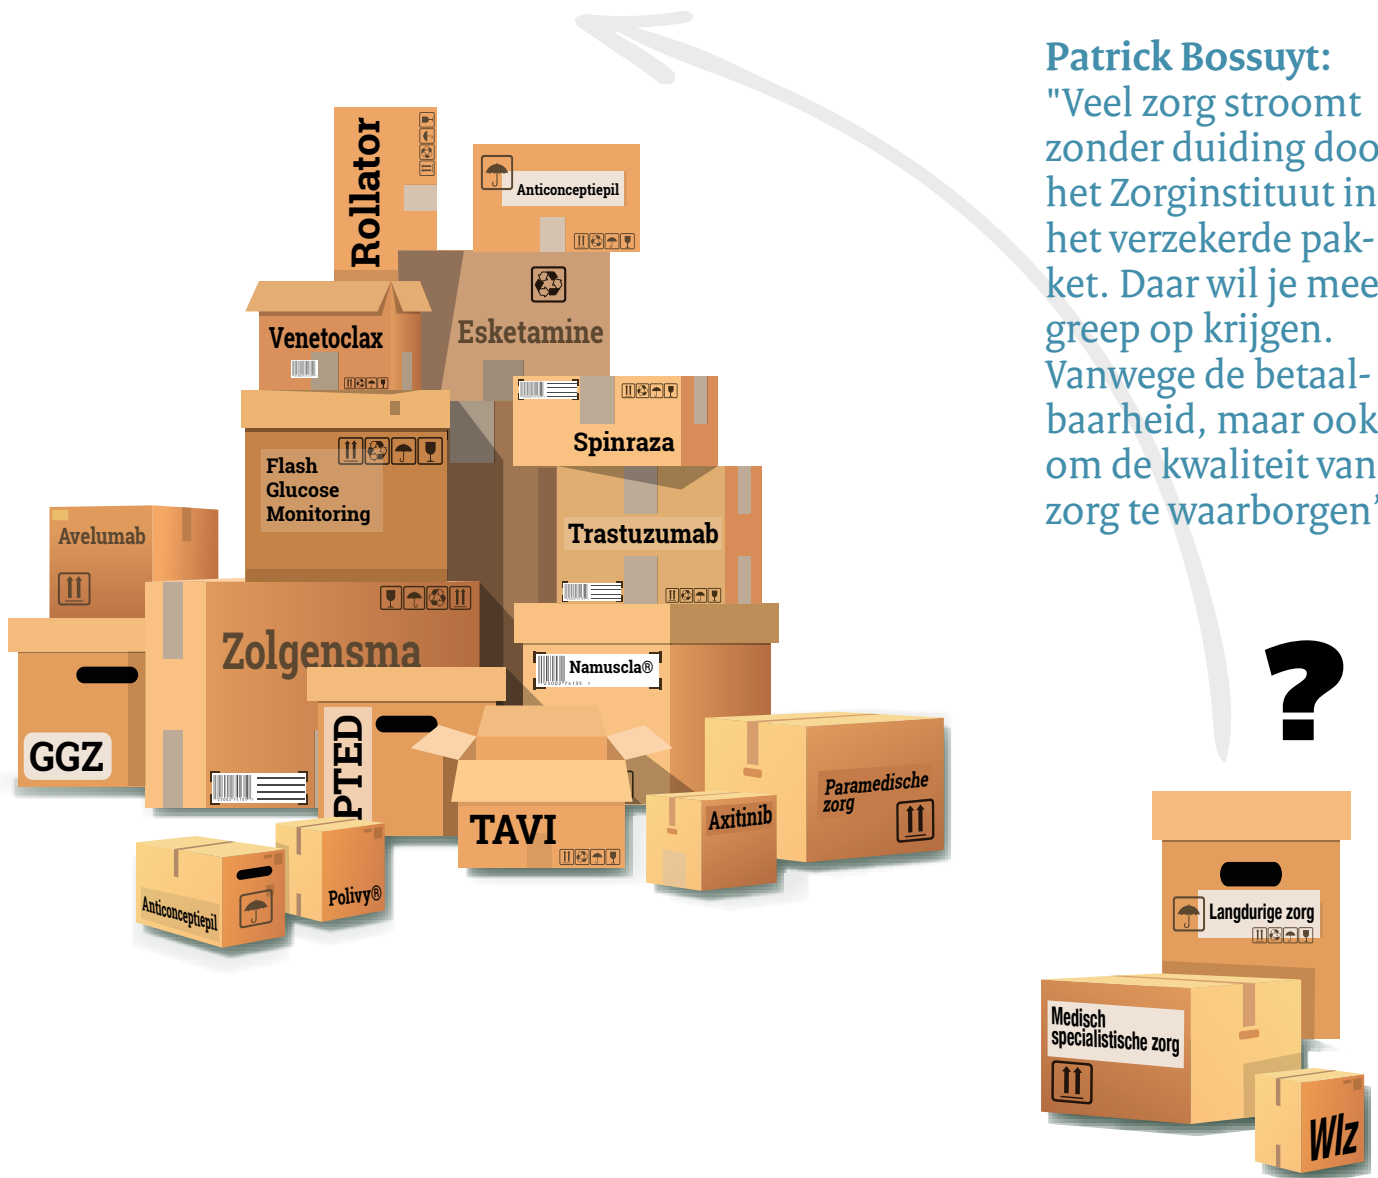 Patrick Bossuyt:
"Veel zorg stroomt
zonder duiding doo
het Zorginstituut in
het verzekerde pak-
ket. Daar wil je mee
greep op krijgen.
Vanwege de betaal-
baarheid, maar ook
om de kwaliteit van
zorg te waarborgen”
Rollator
Anticonceptiepil
Venetoclax
Esketamine
Spinraza
Flash
Glucose
Monitoring
Avelumab
Trastuzumab
Zolgensma
Namuscla®
GGZ
PTED
TAVI
Axitinib
Paramedische
zorg
Anticonceptiepil
Polivy®
?
Langdurige zorg
Medisch
specialistische zorg
Wlz